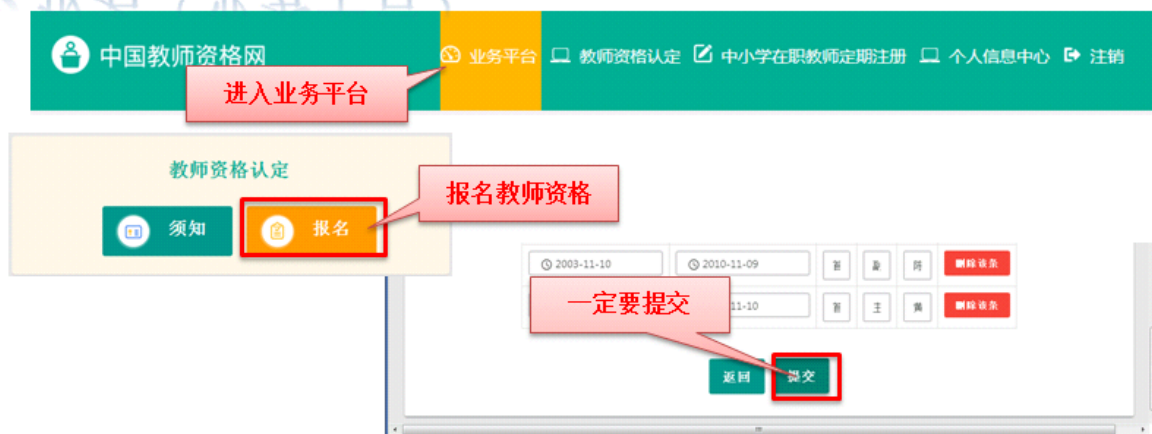 中国教师资格网
业务平台
教师资格认定
中小学在职教师定期注册
个人信息中心
注销
进入业务平台
教师资格认定
须知
报名
报名教师资格
2003-11-10
2010-11-09
删除该条
一定要提交
11-10
删除该条
返回
提交